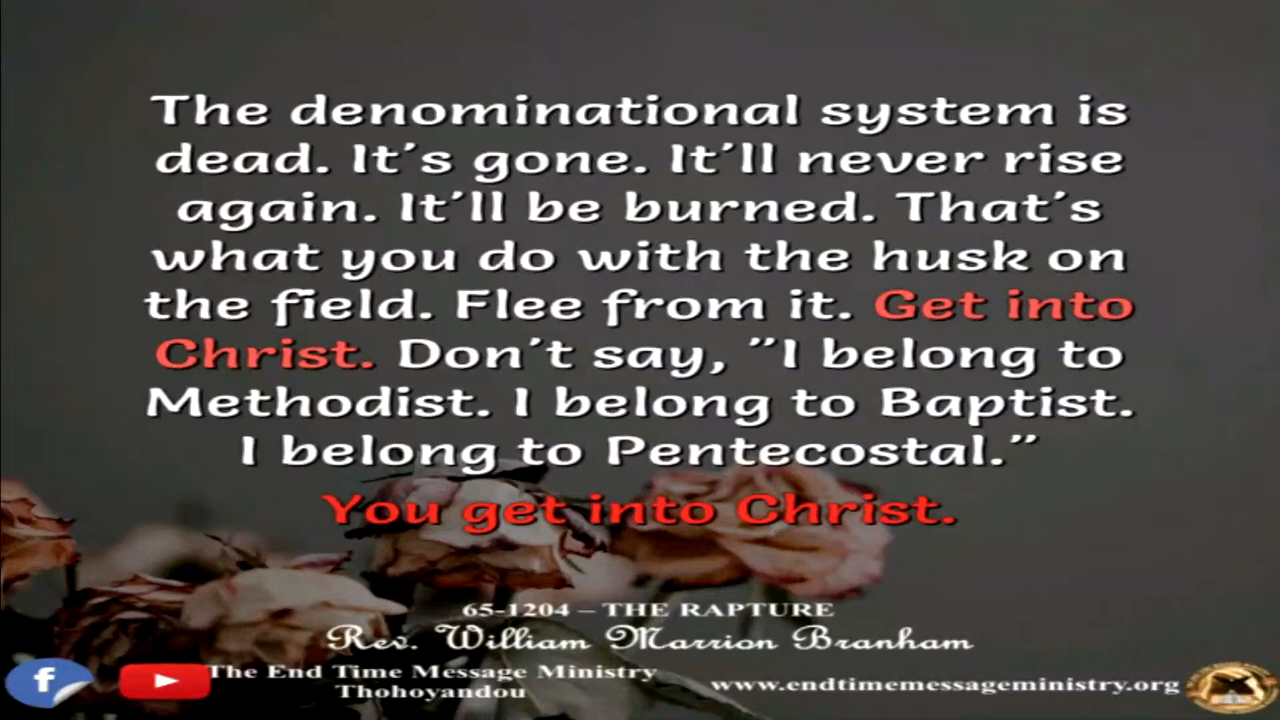 The denominational system is
dead. It's gone. It'll never rise
again. It'll be burned. That's
what you do with the husk on
the field. Flee from it. Get into
Christ. Don't say, "I belong to
Methodist. I belong to Baptist.
I belong to Pentecostal."
You get into Christ.
65-1204 – THE RAPTURE
Rev. William Marrion Branham
The End Time Message Ministry
Thohoyandou
www.endtimemessageministry.org